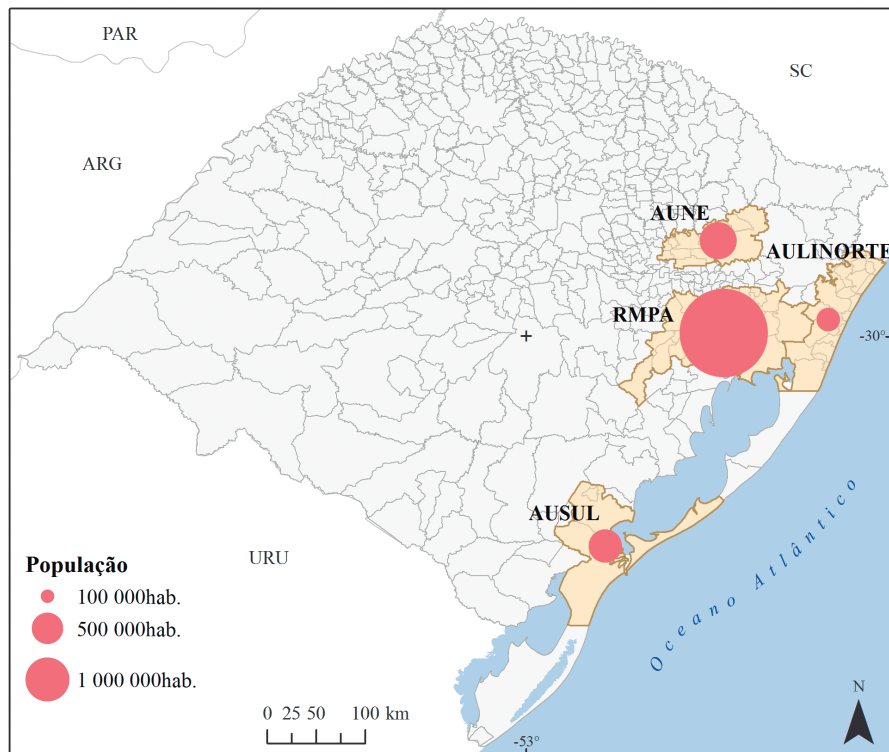 PAR
SC
ARG
AUNE
AULINORTE
RMPA
-30°
AUSUL
URU
Oceano Atlântico
População
100 000hab.
500 000hab.
1 000 000hab.
0 25 50 100 km
-53°
N